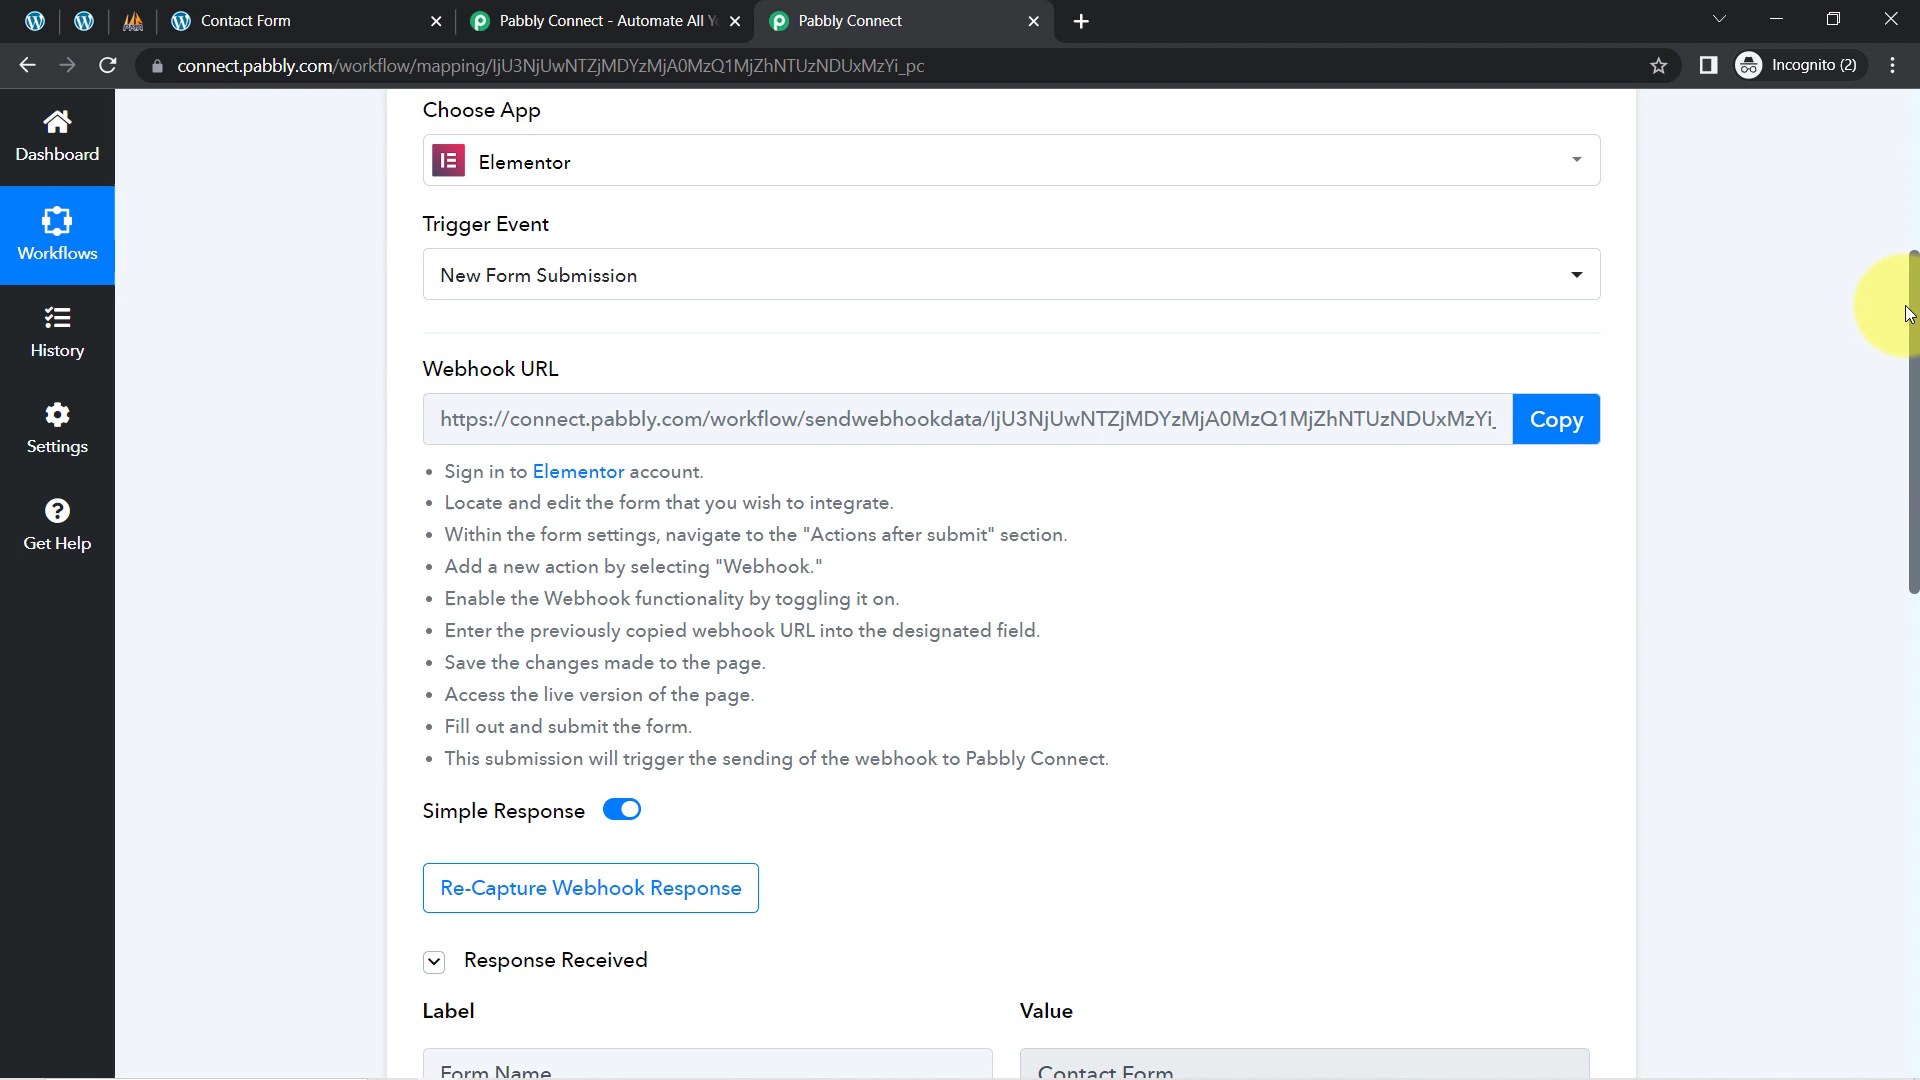 Contact Form
Pabbly Connect - Automate All Y
Pabbly Connect
connect.pabbly.com/workflow/mapping/IjU3NjUwNTZjMDYzMjA0MzQ1MjZhNTUzNDUxMzYi_pc
Incognito (2)
Dashboard
Workflows
History
Settings
Get Help
Choose App
Elementor
Trigger Event
New Form Submission
Webhook URL
https://connect.pabbly.com/workflow/sendwebhookdata/IjU3NjUwNTZjMDYzMjA0MzQ1MjZhNTUzNDUxMzYi_
Copy
• Sign in to Elementor account.
• Locate and edit the form that you wish to integrate.
• Within the form settings, navigate to the "Actions after submit" section.
• Add a new action by selecting "Webhook."
• Enable the Webhook functionality by toggling it on.
• Enter the previously copied webhook URL into the designated field.
• Save the changes made to the page.
• Access the live version of the page.
• Fill out and submit the form.
• This submission will trigger the sending of the webhook to Pabbly Connect.
Simple Response
Re-Capture Webhook Response
Response Received
Label
Value
Form Name
Contact Form